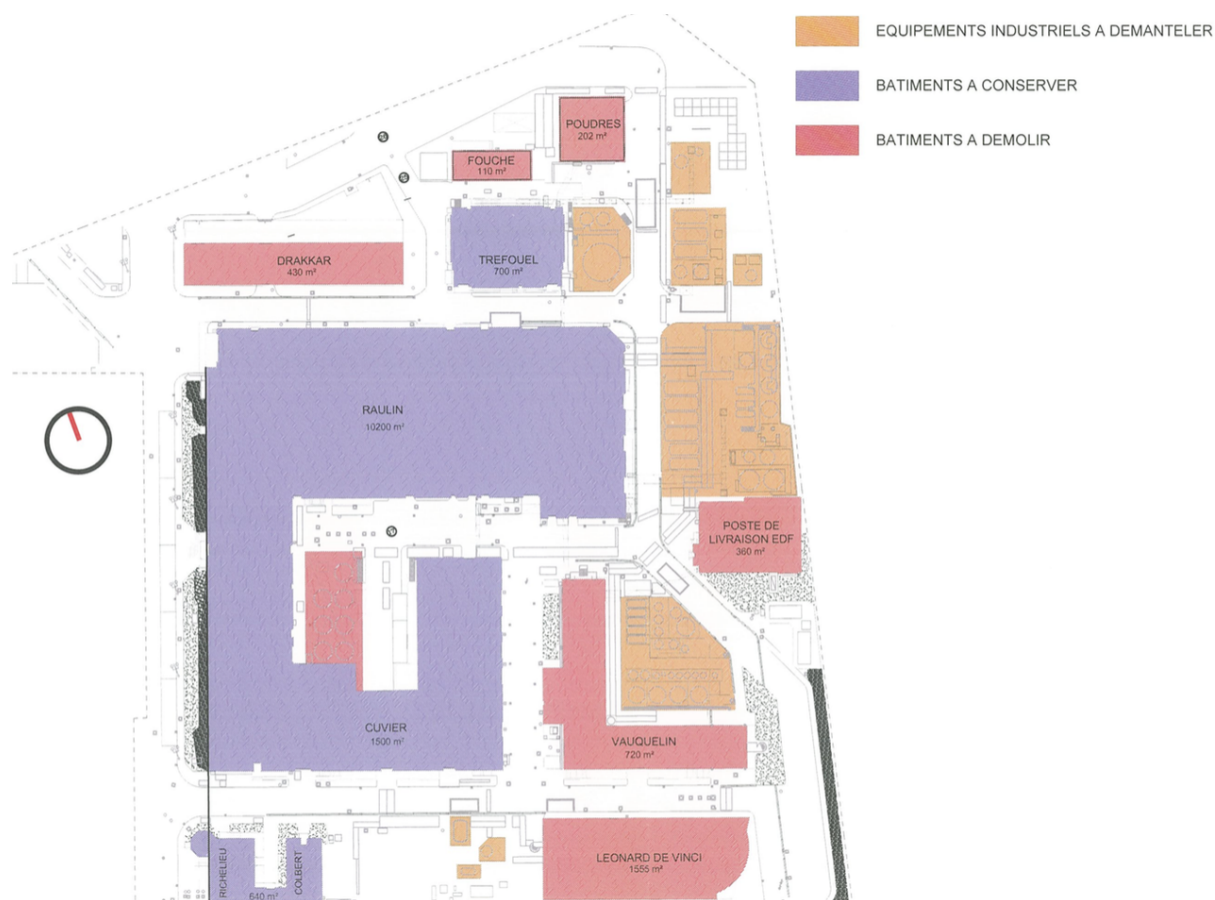 EQUIPEMENTS INDUSTRIELS A DEMANTELER
BATIMENTS A CONSERVER
BATIMENTS A DEMOLIR
POUDRES
202 m²
FOUCHE
110 m²
TREFOUEL
700 m²
DRAKKAR
430 m²
RAULIN
10200 m²
POSTE DE
LIVRAISON EDF
360 m²
CUVIER
1500 m²
VAUQUELIN
720 m²
LEONARD DE VINCI
1555 m²
RICHELIEU
COLBERT
640 m²